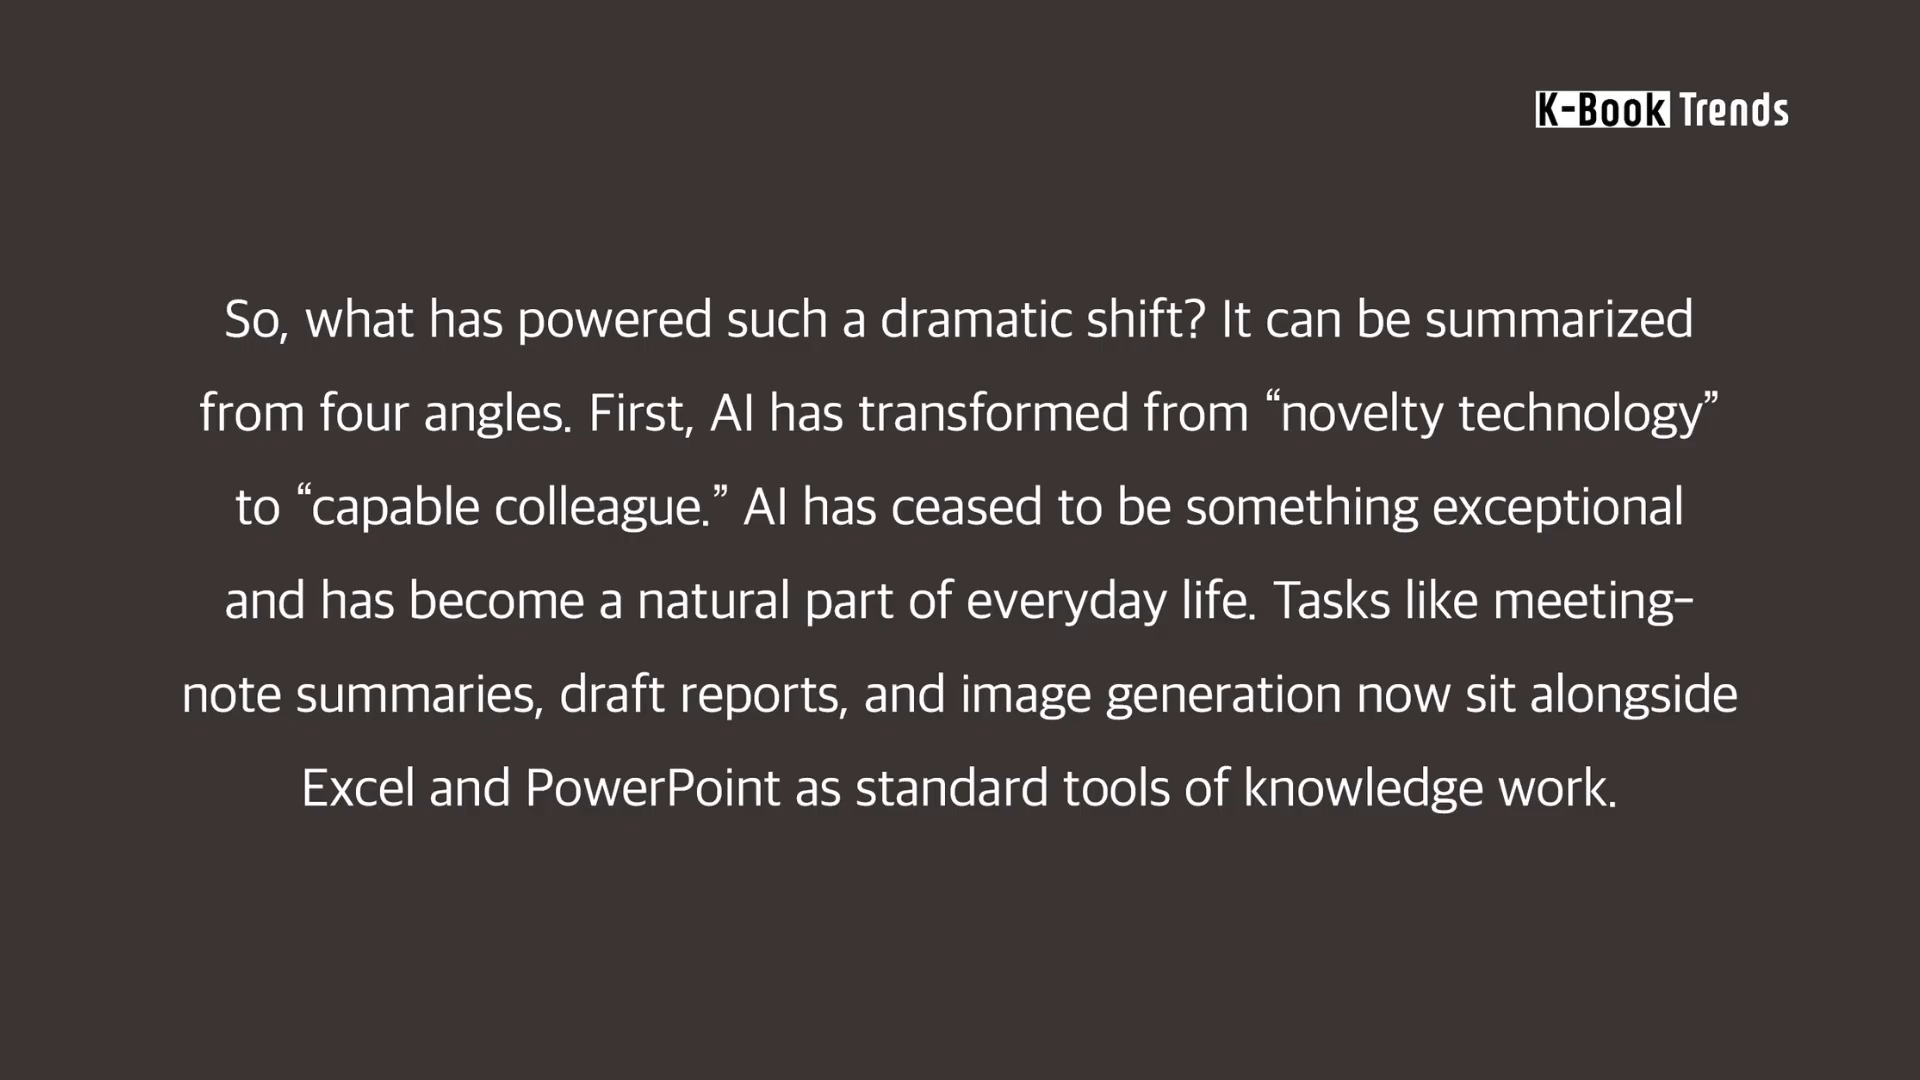 K-Book Trends
So, what has powered such a dramatic shift? It can be summarized
from four angles. First, AI has transformed from “novelty technology”
to “capable colleague.” AI has ceased to be something exceptional
and has become a natural part of everyday life. Tasks like meeting-
note summaries, draft reports, and image generation now sit alongside
Excel and PowerPoint as standard tools of knowledge work.